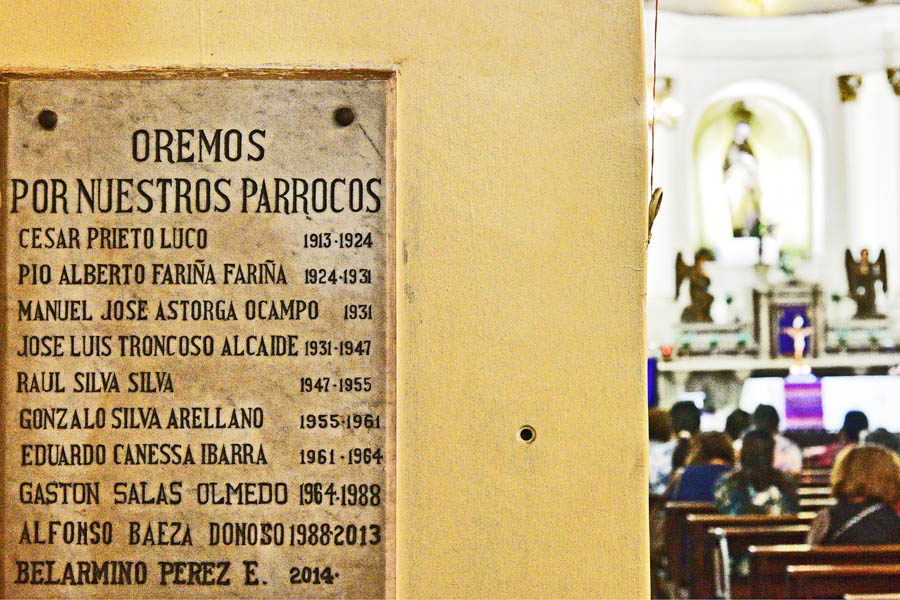 OREMOS
POR NUESTROS PARROCOS
CESAR PRIETO LUCO 1913-1924
PIO ALBERTO FARIÑA FARIÑA 1924-1931
MANUEL JOSE ASTORGA OCAMPO 1931
JOSE LUIS TRONCOSO ALCAIDE 1931-1947
RAUL SILVA SILVA 1947-1955
GONZALO SILVA ARELLANO 1955-1961
EDUARDO CANESSA IBARRA 1961-1964
GASTON SALAS OLMEDO 1964-1988
ALFONSO BAEZA DONOSO 1988-2013
BELARMINO PEREZ E. 2014-